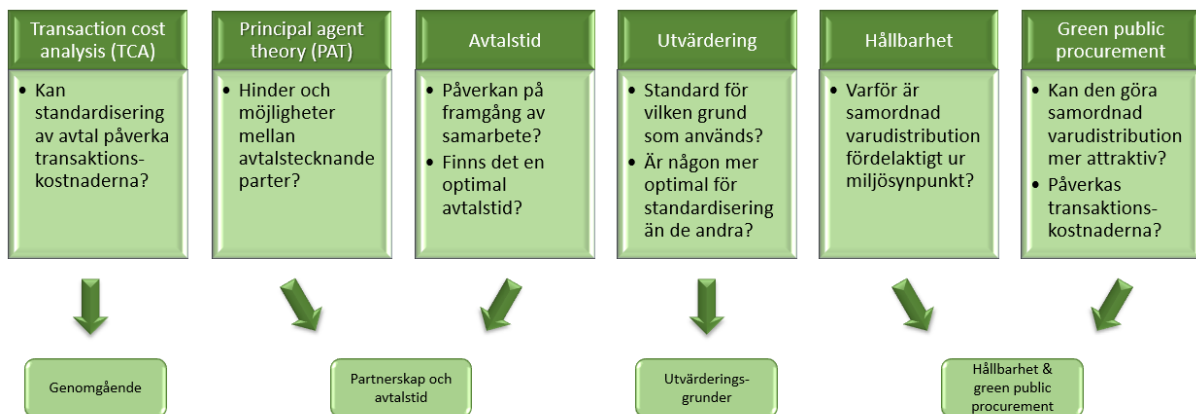 Transaction cost
analysis (TCA)
• Kan
standardisering
av avtal påverka
transaktions-
kostnaderna?
Principal agent
theory (PAT)
• Hinder och
möjligheter
mellan
avtalstecknande
parter?
Avtalstid
• Påverkan på
framgång av
samarbete?
• Finns det en
optimal
avtalstid?
Utvärdering
• Standard för
vilken grund
som används?
• Är någon mer
optimal för
standardisering
än de andra?
Hållbarhet
• Varför är
samordnad
varudistribution
fördelaktigt ur
miljösynpunkt?
Green public
procurement
• Kan den göra
samordnad
varudistribution
mer attraktiv?
• Påverkas
transaktions-
kostnaderna?
Genomgående
Partnerskap och
avtalstid
Utvärderings-
grunder
Hållbarhet &
green public
procurement